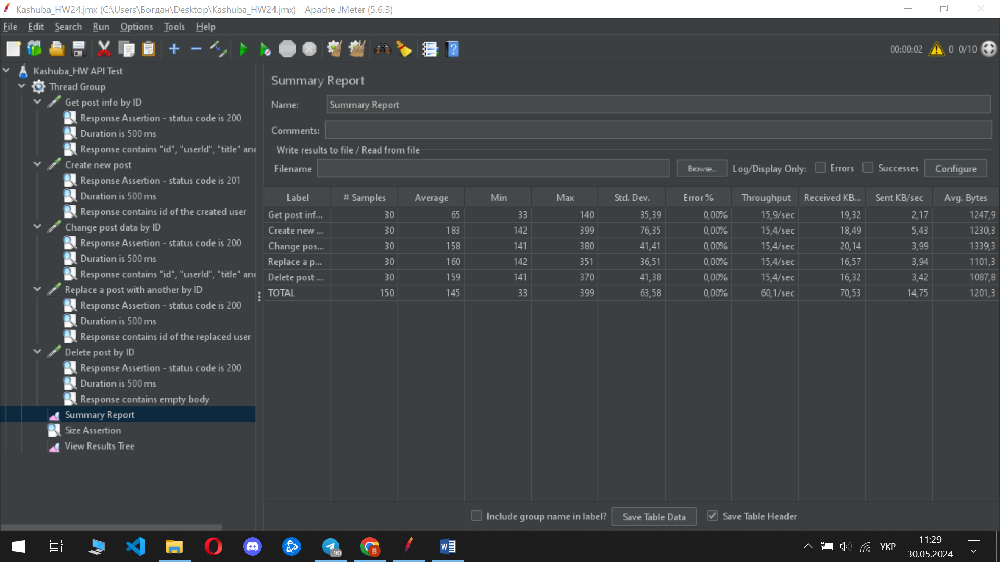 Kashuba_HW24.jmx (C:\Users\Богдан\Desktop\Kashuba_HW24.jmx) - Apache JMeter (5.6.3)
File Edit Search Run Options Tools Help
STOP 00:00:02 0 0/10
Kashuba_HW API Test
Thread Group
Get post info by ID
Response Assertion - status code is 200
Duration is 500 ms
Response contains "id", "userId", "title" and
Create new post
Response Assertion - status code is 201
Duration is 500 ms
Response contains id of the created user
Change post data by ID
Response Assertion - status code is 200
Duration is 500 ms
Response contains "id", "userId", "title" and
Replace a post with another by ID
Response Assertion - status code is 200
Duration is 500 ms
Response contains id of the replaced user
Delete post by ID
Response Assertion - status code is 200
Duration is 500 ms
Response contains empty body
Summary Report
Size Assertion
View Results Tree
Summary Report
Name: Summary Report
Comments:
Write results to file / Read from file
Filename Browse... Log/Display Only: Errors Successes Configure
Label # Samples Average Min Max Std. Dev. Error % Throughput Received KB... Sent KB/sec Avg. Bytes
Get post inf... 30 65 33 140 35,39 0,00% 15,9/sec 19,32 2,17 1247,9
Create new ... 30 183 142 399 76,35 0,00% 15,4/sec 18,49 5,43 1230,3
Change pos... 30 158 141 380 41,41 0,00% 15,4/sec 20,14 3,99 1339,3
Replace a p... 30 160 142 351 36,51 0,00% 15,4/sec 16,57 3,94 1101,3
Delete post ... 30 159 141 370 41,38 0,00% 15,4/sec 16,32 3,42 1087,8
TOTAL 150 145 33 399 63,58 0,00% 60,1/sec 70,53 14,75 1201,3
Include group name in label? Save Table Data Save Table Header
..90 B W УКР 11:29
30.05.2024